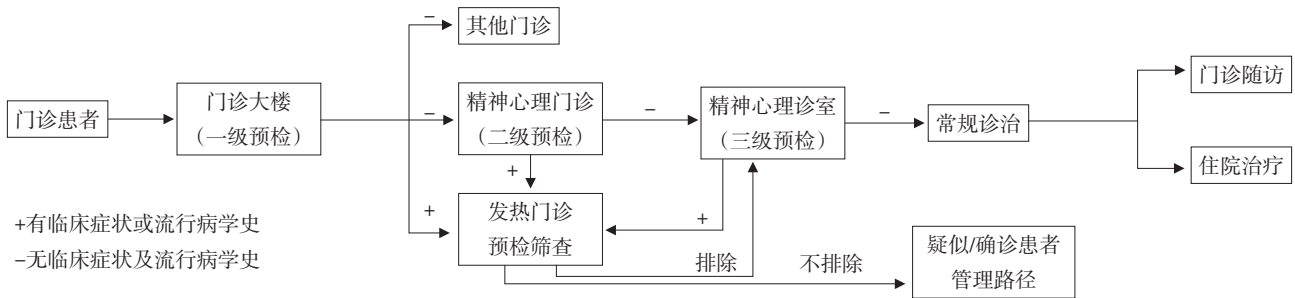 −
其他门诊
门诊患者
门诊大楼
（一级预检）
−
精神心理门诊
（二级预检）
−
精神心理诊室
（三级预检）
−
常规诊治
门诊随访
住院治疗
+
+
+
发热门诊
预检筛查
排除
不排除
疑似/确诊患者
管理路径
+有临床症状或流行病学史
−无临床症状及流行病学史